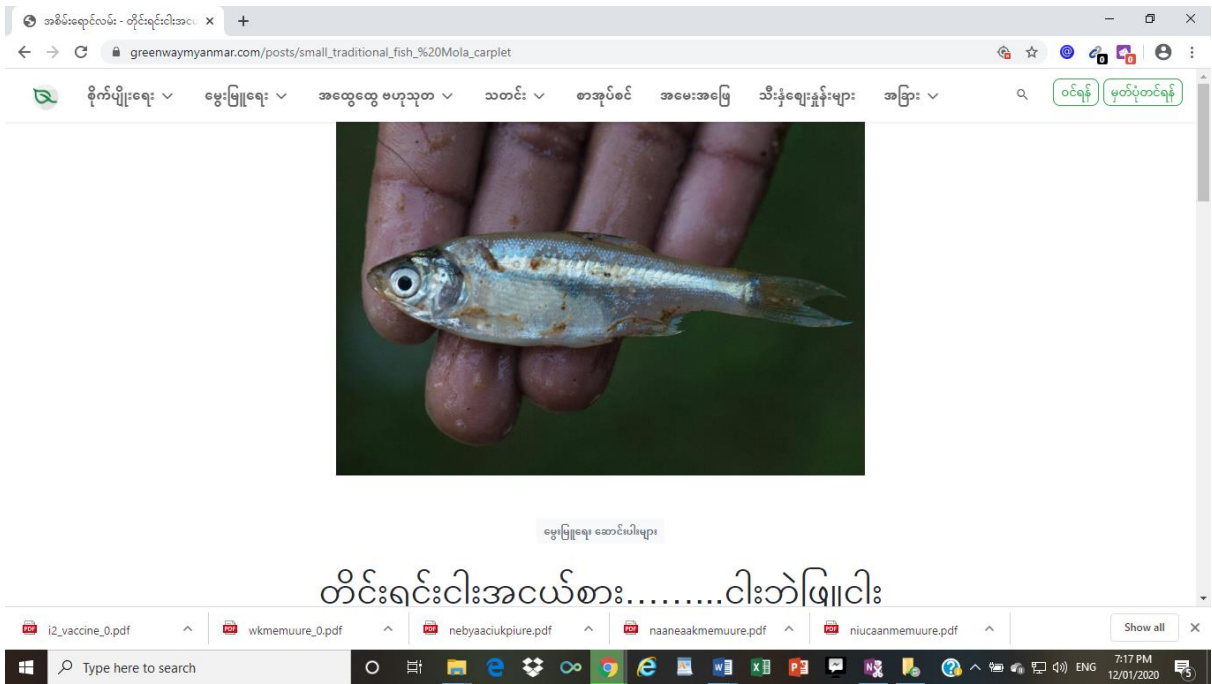 အစိမ်းရောင်လမ်း - တိုင်းရင်းငါးအငယ
greenwaymyanmar.com/posts/small_traditional_fish_%20Mola_carplet
စိုက်ပျိုးရေး မွေးမြူရေး အထွေထွေ ဗဟုသုတ သတင်း စာအုပ်စင် အမေးအဖြေ သီးနှံဈေးနှုန်းများ အခြား ဝင်ရန် မှတ်ပုံတင်ရန်
မွေးမြူရေး ဆောင်းပါးများ
တိုင်းရင်းငါးအငယ်စား.........ငါးဘဲဖြူငါး
i2_vaccine_0.pdf wkmemuure_0.pdf nebyaaciukpiure.pdf naaneaakmemuure.pdf niucaanmemuure.pdf Show all
Type here to search ENG 7:17 PM
12/01/2020